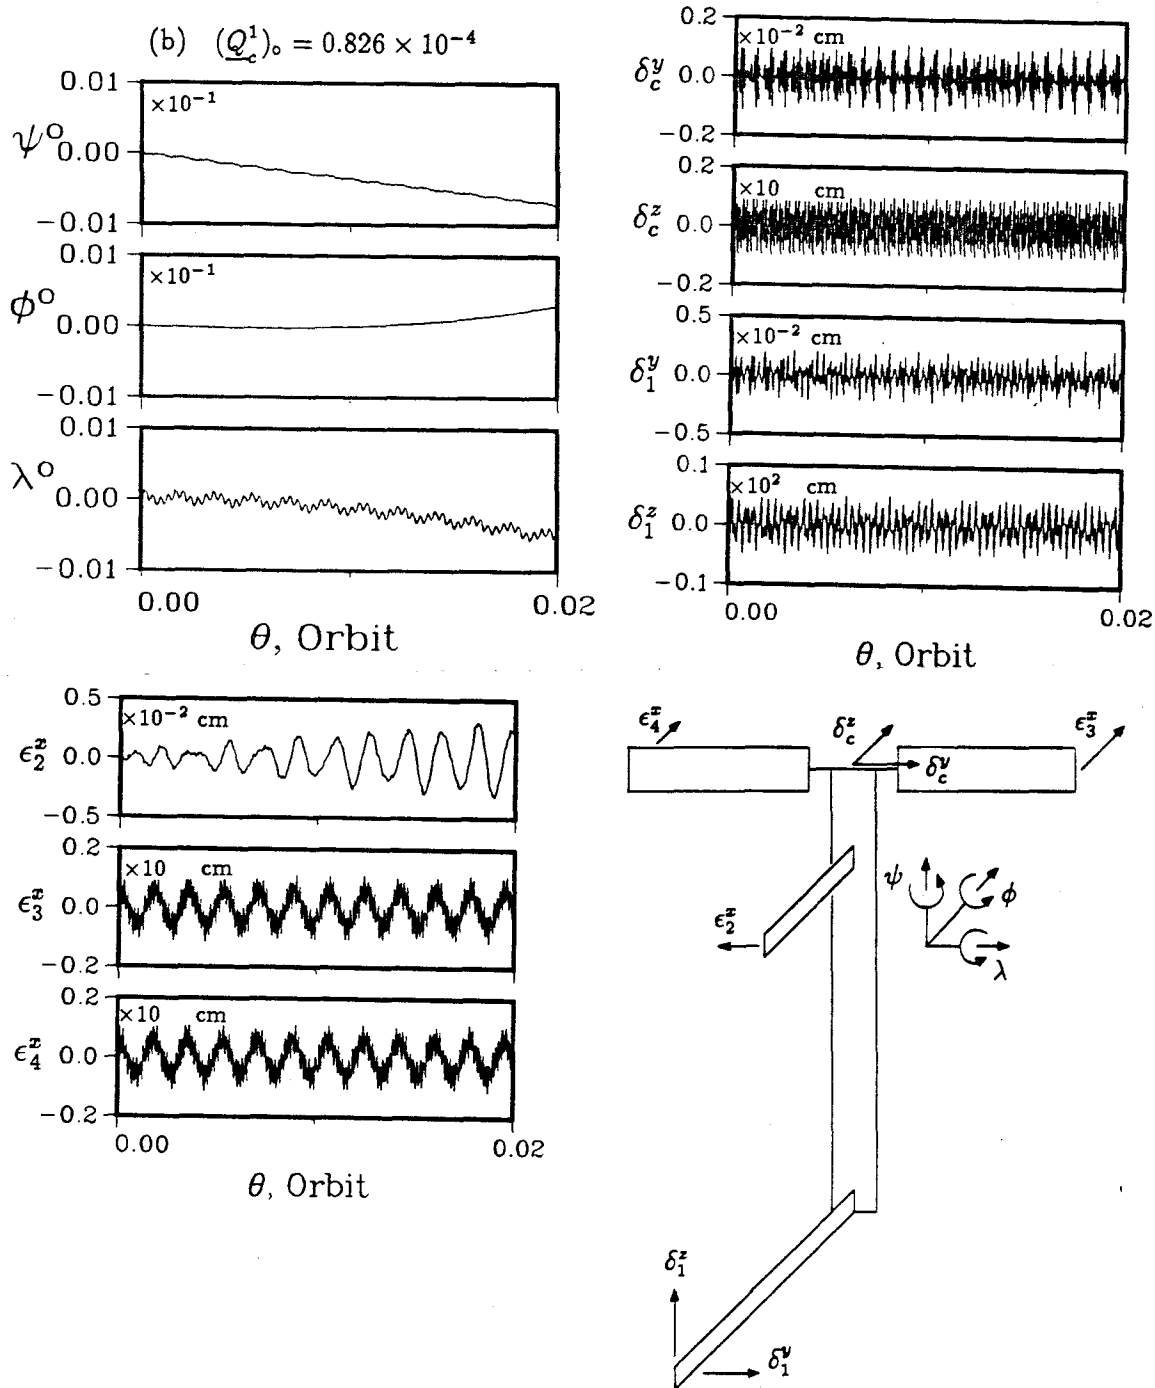 (b) (Q¹c)ₒ = 0.826 × 10⁻⁴
0.01
×10⁻¹
ψ° 0.00
−0.01
0.01
×10⁻¹
φ° 0.00
−0.01
0.01
λ° 0.00
−0.01
0.00 0.02
θ, Orbit
0.2
×10⁻² cm
δ_c^y 0.0
−0.2
0.2
×10 cm
δ_c^z 0.0
−0.2
0.5
×10⁻² cm
δ_1^y 0.0
−0.5
0.1
×10² cm
δ_1^z 0.0
−0.1
0.00 0.02
θ, Orbit
0.5
×10⁻² cm
ϵ_2^x 0.0
−0.5
0.2
×10 cm
ϵ_3^x 0.0
−0.2
0.2
×10 cm
ϵ_4^x 0.0
−0.2
0.00 0.02
θ, Orbit
ϵ_4^x δ_c^z ϵ_3^x
δ_c^y
ψ φ
ϵ_2^x
λ
δ_1^z
δ_1^y